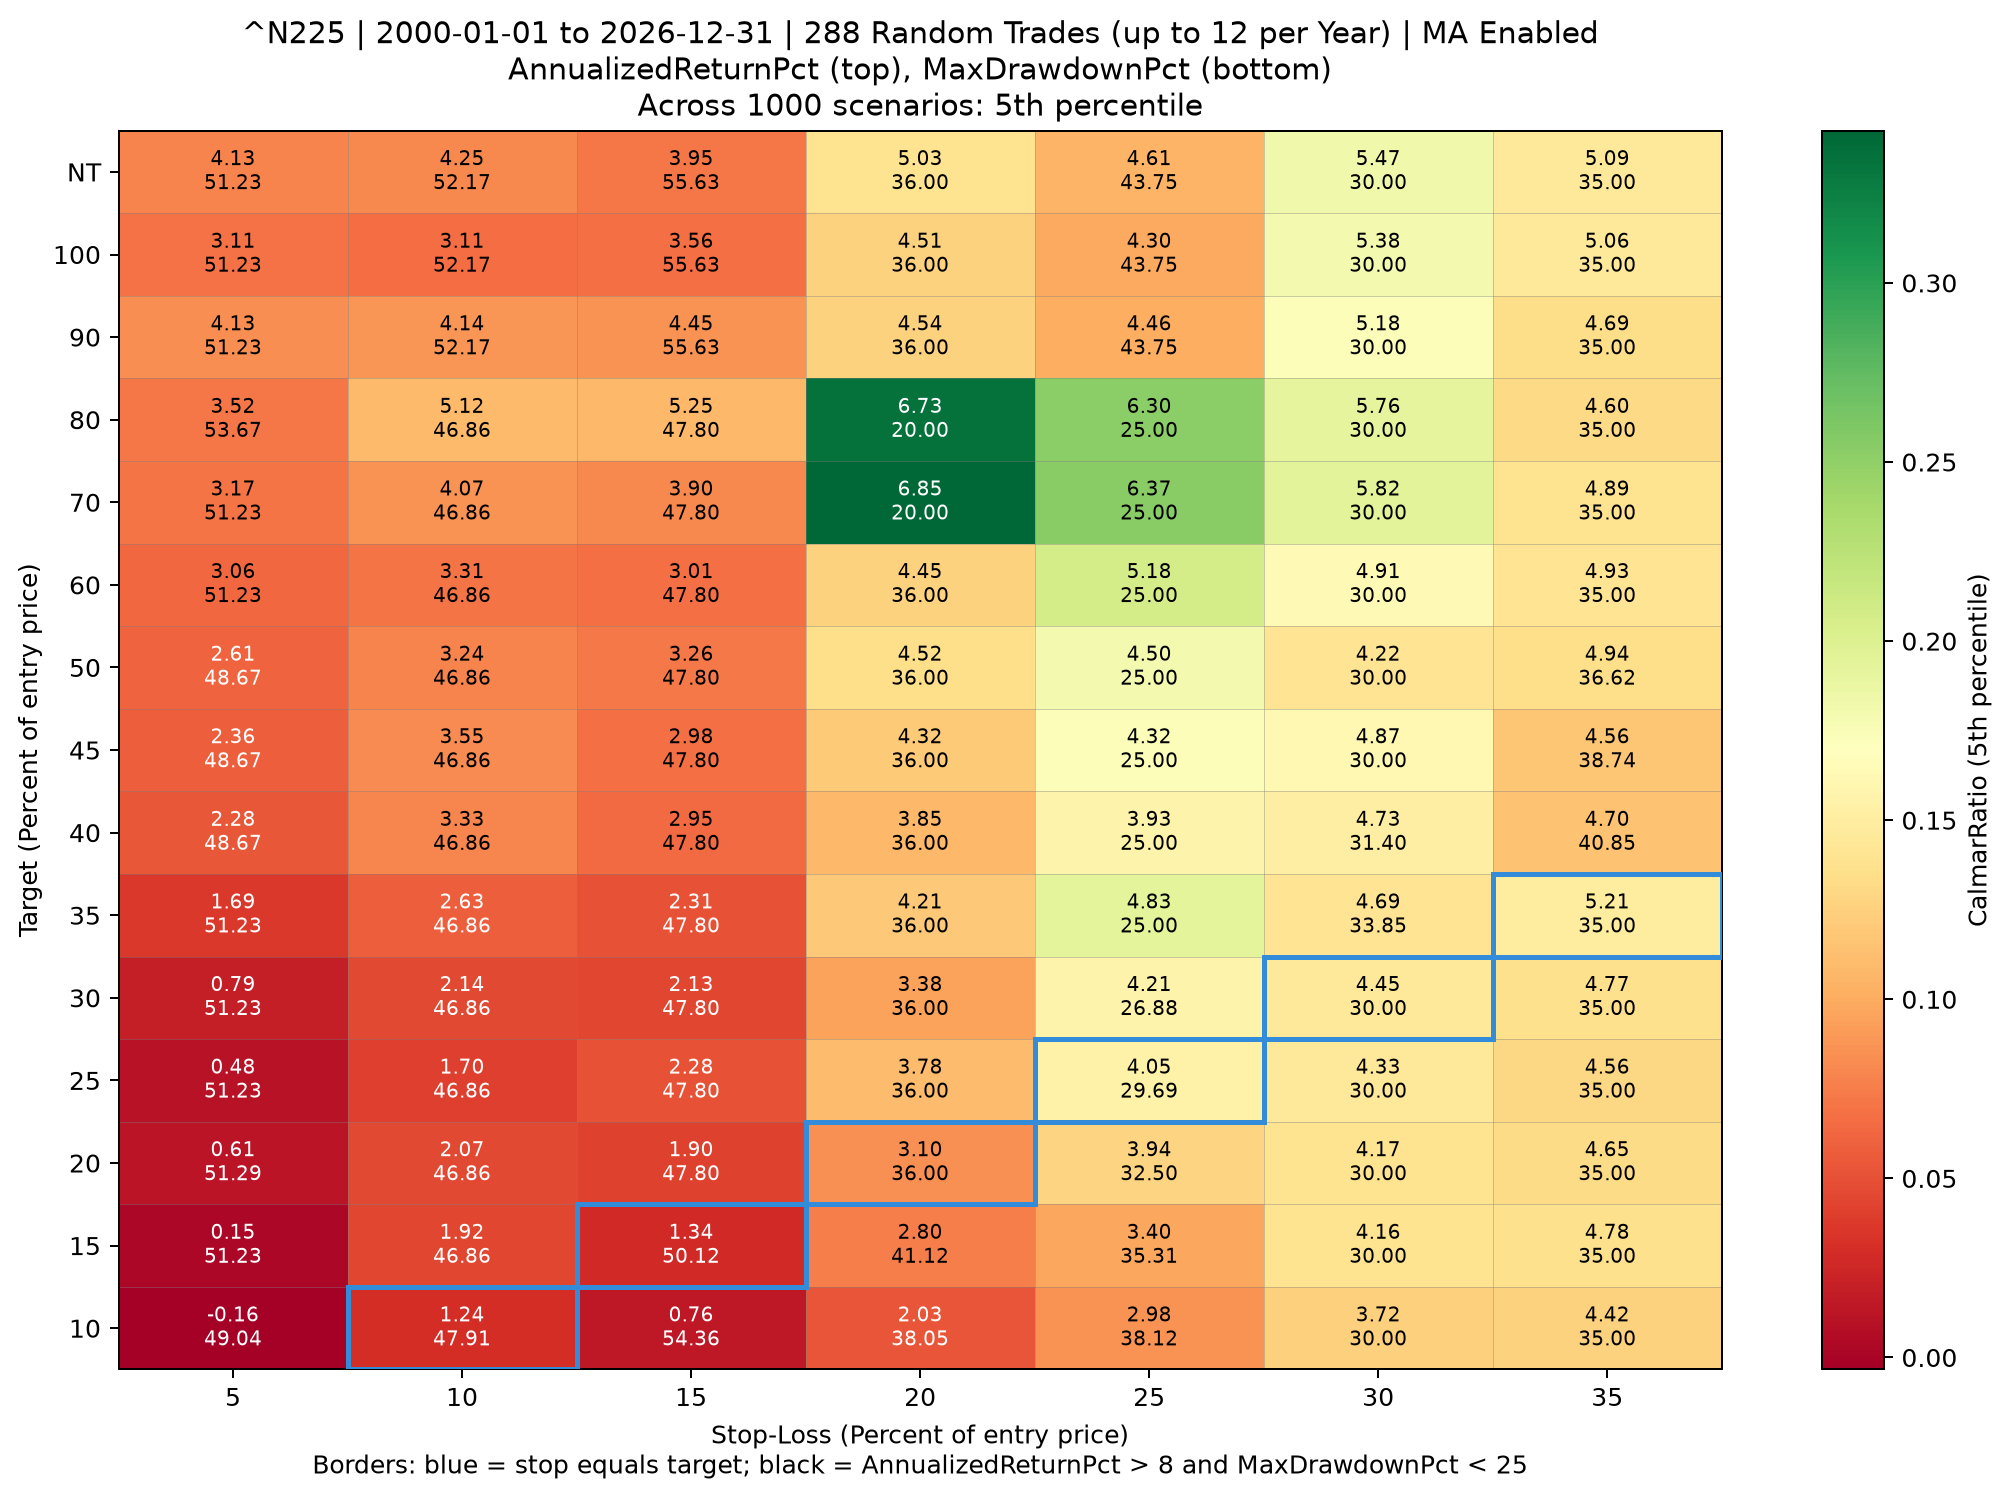 ^N225 | 2000-01-01 to 2026-12-31 | 288 Random Trades (up to 12 per Year) | MA Enabled
AnnualizedReturnPct (top), MaxDrawdownPct (bottom)
Across 1000 scenarios: 5th percentile
Target (Percent of entry price)
NT
4.13 4.25 3.95 5.03 4.61 5.47 5.09
51.23 52.17 55.63 36.00 43.75 30.00 35.00
100
3.11 3.11 3.56 4.51 4.30 5.38 5.06
51.23 52.17 55.63 36.00 43.75 30.00 35.00
90
4.13 4.14 4.45 4.54 4.46 5.18 4.69
51.23 52.17 55.63 36.00 43.75 30.00 35.00
80
3.52 5.12 5.25 6.73 6.30 5.76 4.60
53.67 46.86 47.80 20.00 25.00 30.00 35.00
70
3.17 4.07 3.90 6.85 6.37 5.82 4.89
51.23 46.86 47.80 20.00 25.00 30.00 35.00
60
3.06 3.31 3.01 4.45 5.18 4.91 4.93
51.23 46.86 47.80 36.00 25.00 30.00 35.00
50
2.61 3.24 3.26 4.52 4.50 4.22 4.94
48.67 46.86 47.80 36.00 25.00 30.00 36.62
45
2.36 3.55 2.98 4.32 4.32 4.87 4.56
48.67 46.86 47.80 36.00 25.00 30.00 38.74
40
2.28 3.33 2.95 3.85 3.93 4.73 4.70
48.67 46.86 47.80 36.00 25.00 31.40 40.85
35
1.69 2.63 2.31 4.21 4.83 4.69 5.21
51.23 46.86 47.80 36.00 25.00 33.85 35.00
30
0.79 2.14 2.13 3.38 4.21 4.45 4.77
51.23 46.86 47.80 36.00 26.88 30.00 35.00
25
0.48 1.70 2.28 3.78 4.05 4.33 4.56
51.23 46.86 47.80 36.00 29.69 30.00 35.00
20
0.61 2.07 1.90 3.10 3.94 4.17 4.65
51.29 46.86 47.80 36.00 32.50 30.00 35.00
15
0.15 1.92 1.34 2.80 3.40 4.16 4.78
51.23 46.86 50.12 41.12 35.31 30.00 35.00
10
-0.16 1.24 0.76 2.03 2.98 3.72 4.42
49.04 47.91 54.36 38.05 38.12 30.00 35.00
5 10 15 20 25 30 35
Stop-Loss (Percent of entry price)
Borders: blue = stop equals target; black = AnnualizedReturnPct > 8 and MaxDrawdownPct < 25
0.30
0.25
0.20
0.15
0.10
0.05
0.00
CalmarRatio (5th percentile)